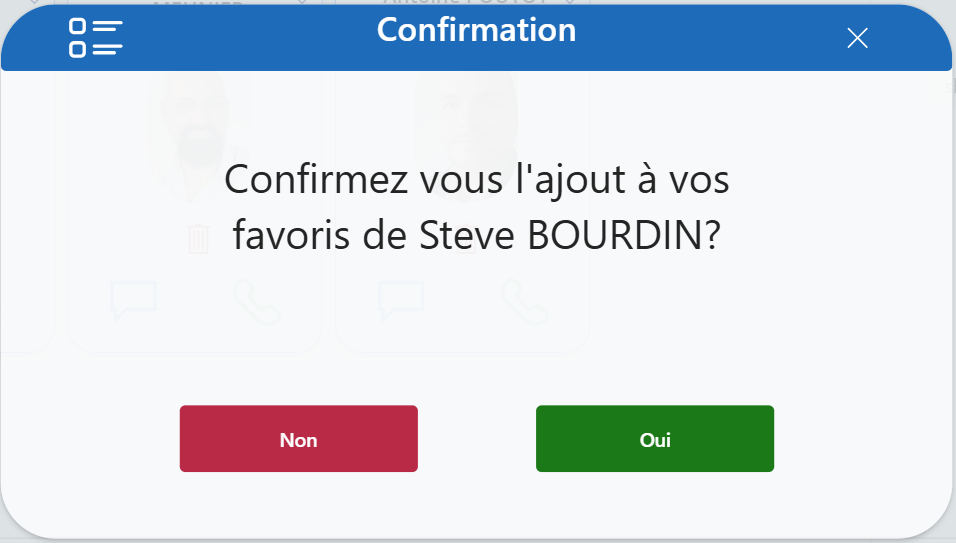 Confirmation
Confirmez vous l'ajout à vos
favoris de Steve BOURDIN?
Non
Oui